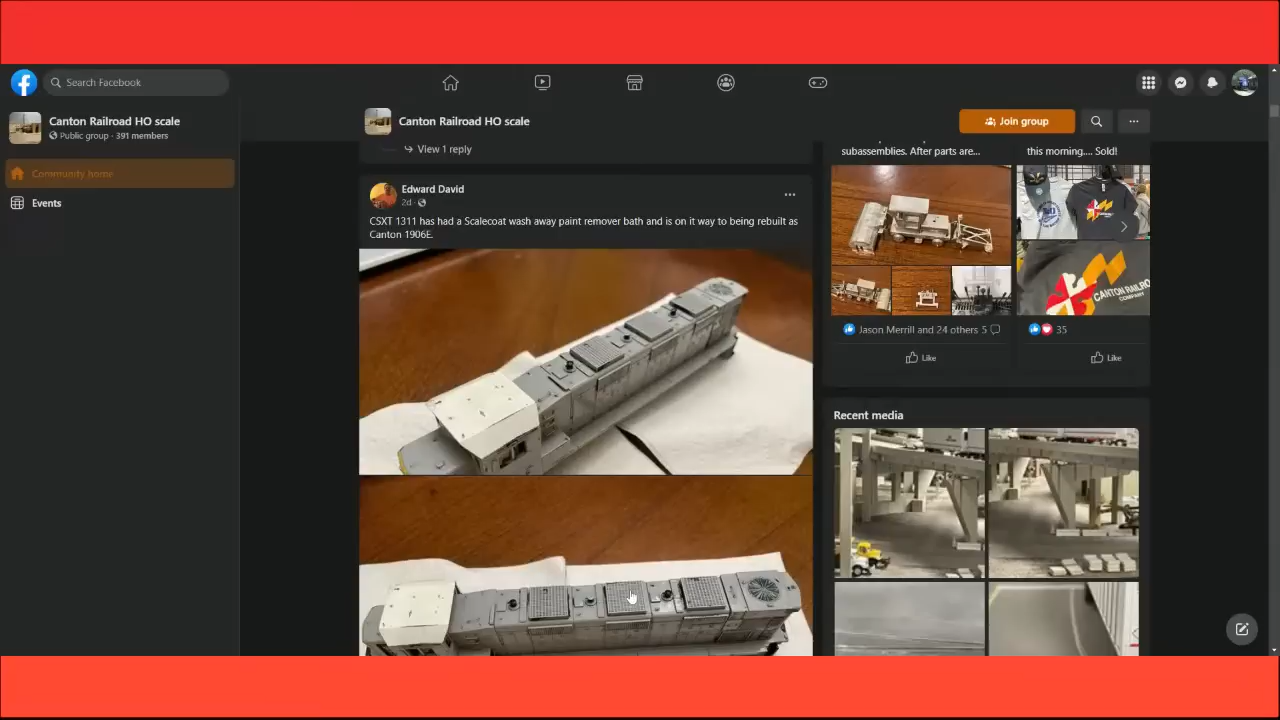 Search Facebook
Canton Railroad HO scale
Public group · 391 members
Community home
Events
Canton Railroad HO scale
Join group
View 1 reply
Edward David
2d ·
CSXT 1311 has had a Scalecoat wash away paint remover bath and is on it way to being rebuilt as
Canton 1906E.
subassemblies. After parts are...
Jason Merrill and 24 others 5
Like
this morning.... Sold!
CANTON RAILRO
35
Like
Recent media